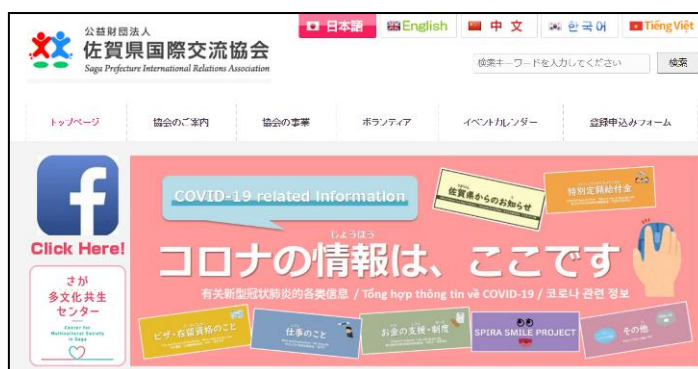 公益財団法人
佐賀県国際交流協会
Saga Prefecture International Relations Association
日本語 English 中文 한국어 Tiếng Việt
検索キーワードを入力してください 検索
トップページ 協会のご案内 協会の事業 ボランティア イベントカレンダー 登録申込みフォーム
Click Here!
さが
多文化共生
センター
Center for
Multicultural Society
in Saga
COVID-19 related Information
佐賀県からのお知らせ
特別定額給付金
じょうほう
コロナの情報は、ここです
有关新型冠状肺炎的各类信息 / Tổng hợp thông tin về COVID-19 / 코로나 관련 정보
ビザ・在留資格のこと
仕事のこと
お金の支援・制度
SPIRA SMILE PROJECT
その他